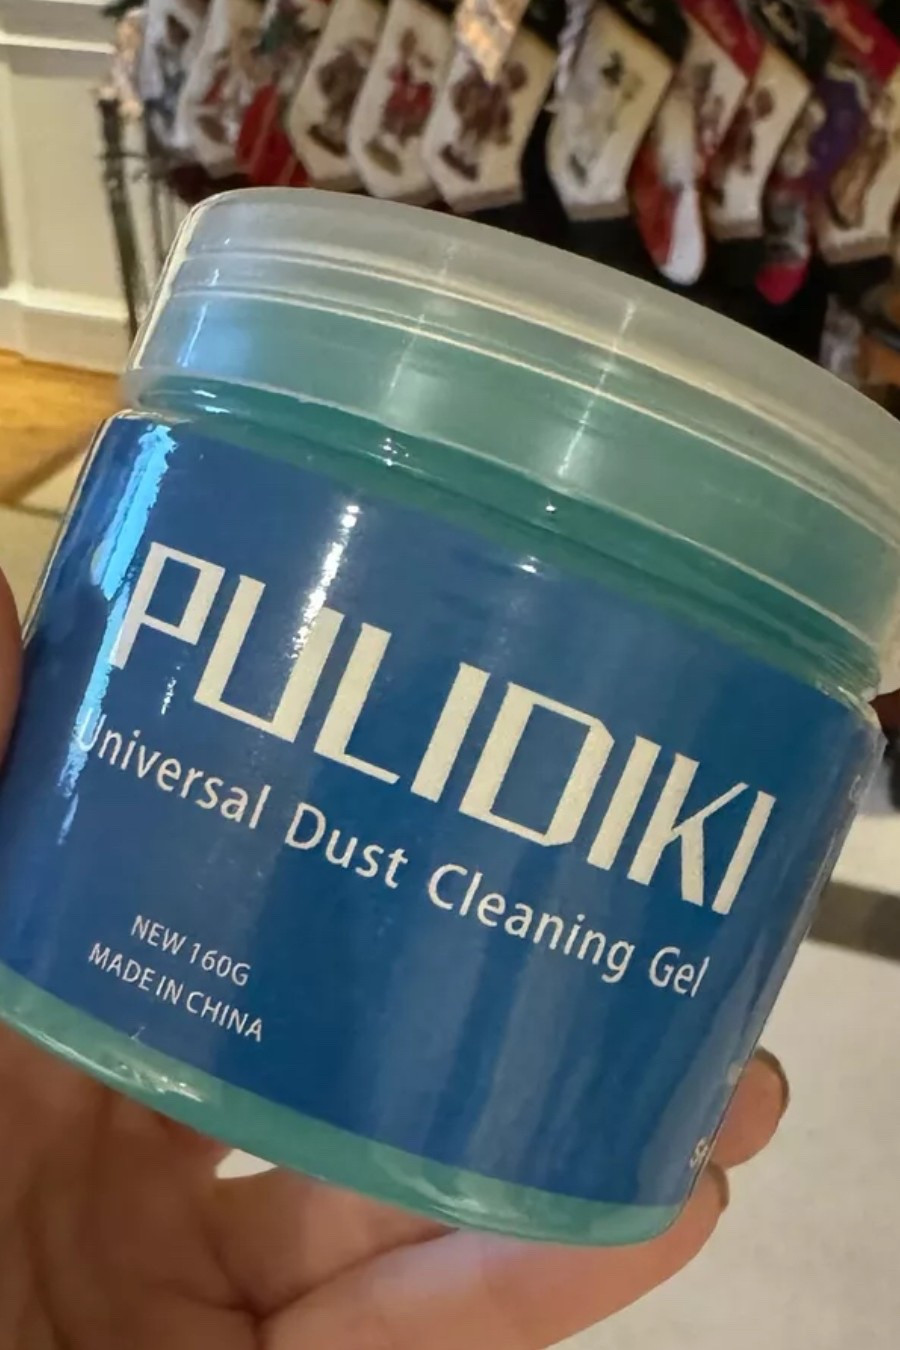 PULIDIKI
Universal Dust Cleaning Gel
NEW 160G
MADE IN CHINA